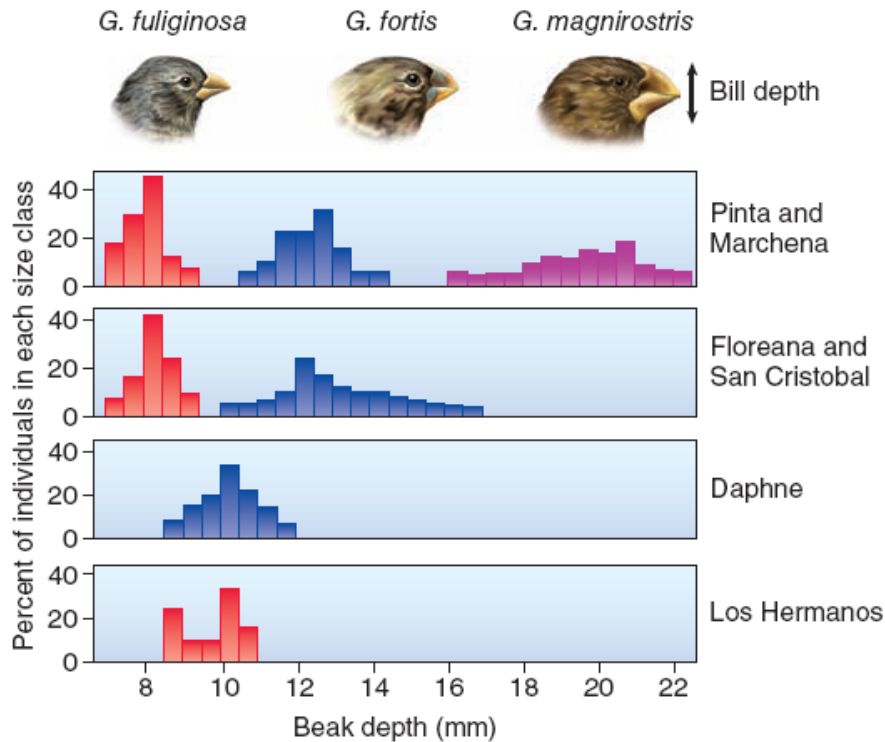 G. fuliginosa G. fortis G. magnirostris
Bill depth
Percent of individuals in each size class
40
20
0
Pinta and
Marchena
40
20
0
Floreana and
San Cristobal
40
20
0
Daphne
40
20
0
Los Hermanos
8 10 12 14 16 18 20 22
Beak depth (mm)